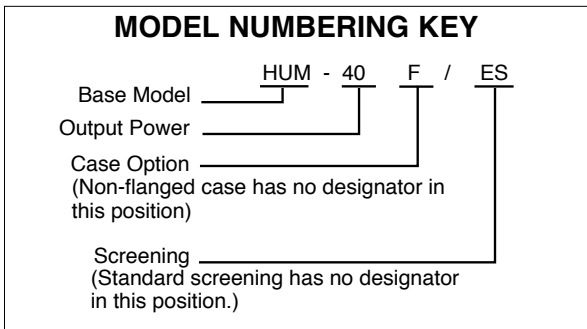 MODEL NUMBERING KEY
HUM - 40 F / ES
Base Model
Output Power
Case Option
(Non-flanged case has no designator in
this position)
Screening
(Standard screening has no designator
in this position.)